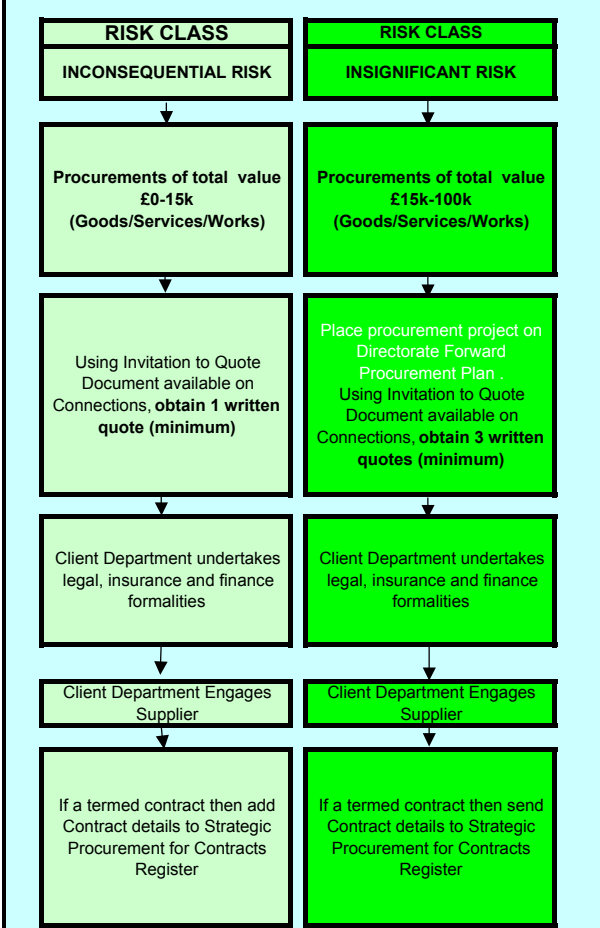 RISK CLASS
INCONSEQUENTIAL RISK
Procurements of total value
£0-15k
(Goods/Services/Works)
Using Invitation to Quote
Document available on
Connections, obtain 1 written
quote (minimum)
Client Department undertakes
legal, insurance and finance
formalities
Client Department Engages
Supplier
If a termed contract then add
Contract details to Strategic
Procurement for Contracts
Register
RISK CLASS
INSIGNIFICANT RISK
Procurements of total value
£15k-100k
(Goods/Services/Works)
Place procurement project on
Directorate Forward
Procurement Plan .
Using Invitation to Quote
Document available on
Connections, obtain 3 written
quotes (minimum)
Client Department undertakes
legal, insurance and finance
formalities
Client Department Engages
Supplier
If a termed contract then send
Contract details to Strategic
Procurement for Contracts
Register